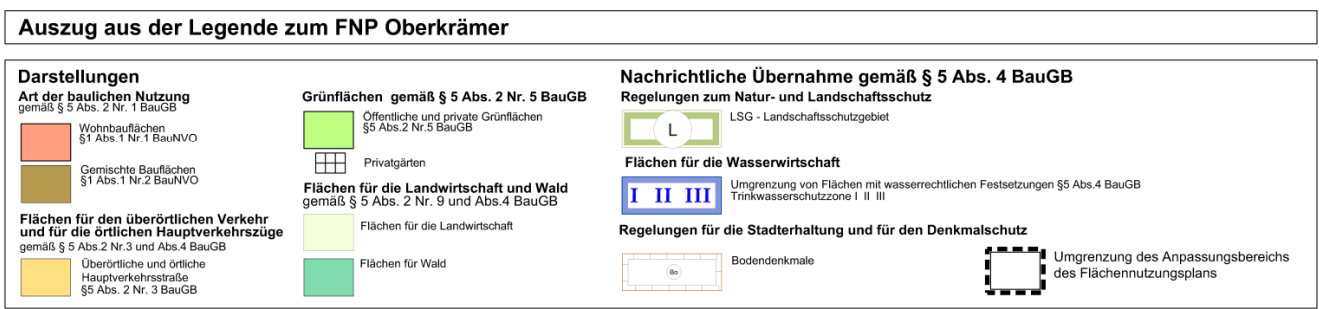 Auszug aus der Legende zum FNP Oberkrämer
Darstellungen
Art der baulichen Nutzung
gemäß § 5 Abs. 2 Nr. 1 BauGB
Wohnbauflächen
§1 Abs.1 Nr.1 BauNVO
Gemischte Bauflächen
§1 Abs.1 Nr.2 BauNVO
Flächen für den überörtlichen Verkehr
und für die örtlichen Hauptverkehrszüge
gemäß § 5 Abs.2 Nr.3 und Abs.4 BauGB
Überörtliche und örtliche
Hauptverkehrsstraße
§5 Abs. 2 Nr. 3 BauGB
Grünflächen gemäß § 5 Abs. 2 Nr. 5 BauGB
Öffentliche und private Grünflächen
§5 Abs.2 Nr.5 BauGB
Privatgärten
Flächen für die Landwirtschaft und Wald
gemäß § 5 Abs. 2 Nr. 9 und Abs.4 BauGB
Flächen für die Landwirtschaft
Flächen für Wald
Nachrichtliche Übernahme gemäß § 5 Abs. 4 BauGB
Regelungen zum Natur- und Landschaftsschutz
L
LSG - Landschaftsschutzgebiet
Flächen für die Wasserwirtschaft
I II III
Umgrenzung von Flächen mit wasserrechtlichen Festsetzungen §5 Abs.4 BauGB
Trinkwasserschutzzone I II III
Regelungen für die Stadterhaltung und für den Denkmalschutz
Bo
Bodendenkmale
Umgrenzung des Anpassungsbereichs
des Flächennutzungsplans